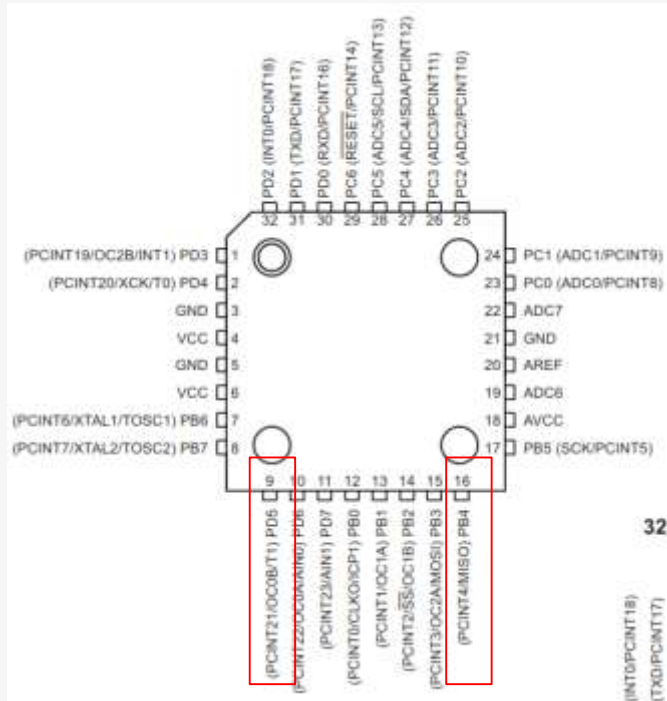 PD2 (INT0/PCINT18)
PD1 (TXD/PCINT17)
PD0 (RXD/PCINT16)
PC6 (RESET/PCINT14)
PC5 (ADC5/SCL/PCINT13)
PC4 (ADC4/SDA/PCINT12)
PC3 (ADC3/PCINT11)
PC2 (ADC2/PCINT10)
32 31 30 29 28 27 26 25
(PCINT19/OC2B/INT1) PD3 1
(PCINT20/XCK/T0) PD4 2
GND 3
VCC 4
GND 5
VCC 6
(PCINT6/XTAL1/TOSC1) PB6 7
(PCINT7/XTAL2/TOSC2) PB7 8
24 PC1 (ADC1/PCINT9)
23 PC0 (ADC0/PCINT8)
22 ADC7
21 GND
20 AREF
19 ADC6
18 AVCC
17 PB5 (SCK/PCINT5)
9 10 11 12 13 14 15 16
(PCINT21/OC0B/T1) PD5
(PCINT22/OC0A/AIN0) PD6
(PCINT23/AIN1) PD7
(PCINT0/CLKO/ICP1) PB0
(PCINT1/OC1A) PB1
(PCINT2/SS/OC1B) PB2
(PCINT3/OC2A/MOSI) PB3
(PCINT4/MISO) PB4
32
(INT0/PCINT18)
(TXD/PCINT17)